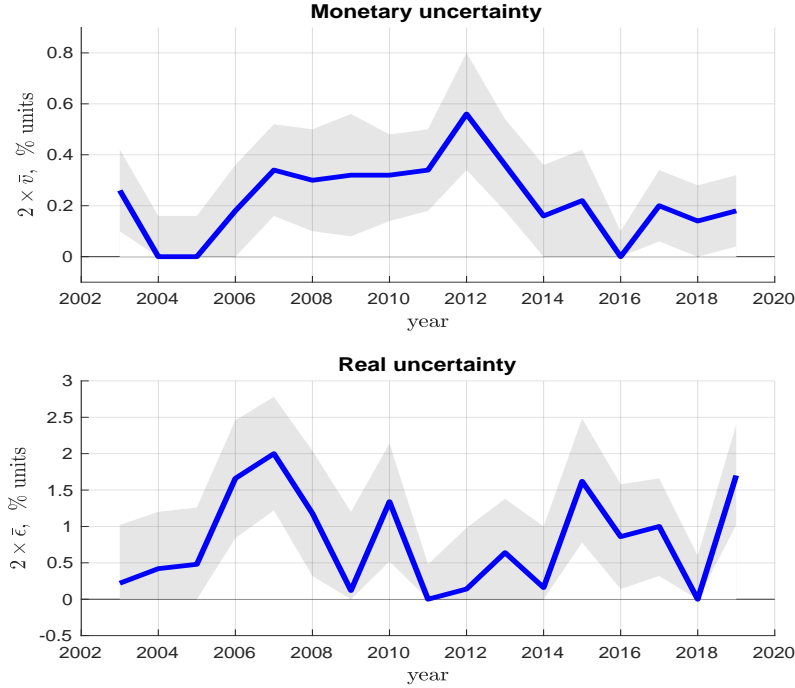 Monetary uncertainty
0.8
0.6
0.4
0.2
0
2 × v̄, % units
2002 2004 2006 2008 2010 2012 2014 2016 2018 2020
year
Real uncertainty
3
2.5
2
1.5
1
0.5
0
-0.5
2 × ϵ̄, % units
2002 2004 2006 2008 2010 2012 2014 2016 2018 2020
year